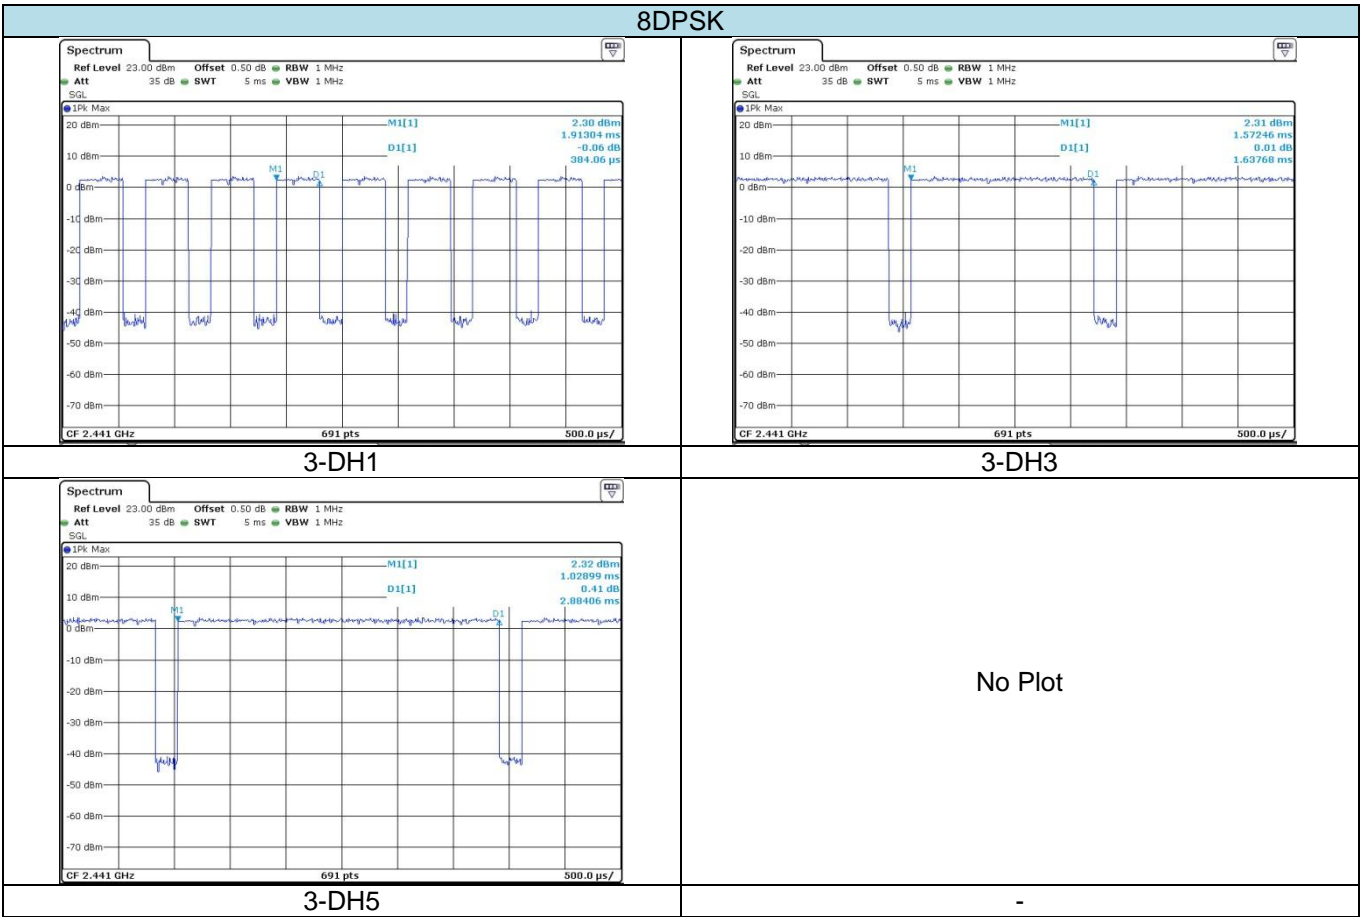 8DPSK
Spectrum
Ref Level 23.00 dBm Offset 0.50 dB RBW 1 MHz
Att 35 dB SWT 5 ms VBW 1 MHz
SGL
1Pk Max
M1[1] 2.30 dBm
1.91304 ms
D1[1] -0.06 dB
384.06 µs
20 dBm
10 dBm
0 dBm
-10 dBm
-20 dBm
-30 dBm
-40 dBm
-50 dBm
-60 dBm
-70 dBm
M1
D1
CF 2.441 GHz 691 pts 500.0 µs/
3-DH1
Spectrum
Ref Level 23.00 dBm Offset 0.50 dB RBW 1 MHz
Att 35 dB SWT 5 ms VBW 1 MHz
SGL
1Pk Max
M1[1] 2.31 dBm
1.57246 ms
D1[1] 0.01 dB
1.63768 ms
20 dBm
10 dBm
0 dBm
-10 dBm
-20 dBm
-30 dBm
-40 dBm
-50 dBm
-60 dBm
-70 dBm
M1
D1
CF 2.441 GHz 691 pts 500.0 µs/
3-DH3
Spectrum
Ref Level 23.00 dBm Offset 0.50 dB RBW 1 MHz
Att 35 dB SWT 5 ms VBW 1 MHz
SGL
1Pk Max
M1[1] 2.32 dBm
1.02899 ms
D1[1] 0.41 dB
2.88406 ms
20 dBm
10 dBm
0 dBm
-10 dBm
-20 dBm
-30 dBm
-40 dBm
-50 dBm
-60 dBm
-70 dBm
M1
D1
CF 2.441 GHz 691 pts 500.0 µs/
3-DH5
No Plot
-